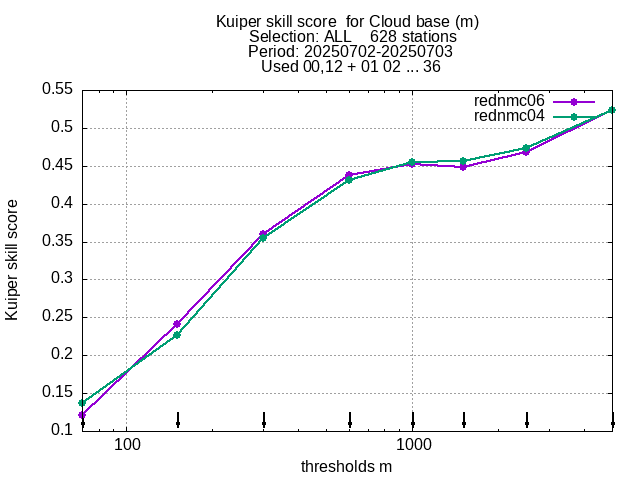 Kuiper skill score  for Cloud base (m)
Selection: ALL    628 stations
Period: 20250702-20250703
Used 00,12 + 01 02 ... 36
rednmc06
rednmc04
0.55
0.5
0.45
0.4
0.35
0.3
0.25
0.2
0.15
0.1
Kuiper skill score
100
1000
thresholds m